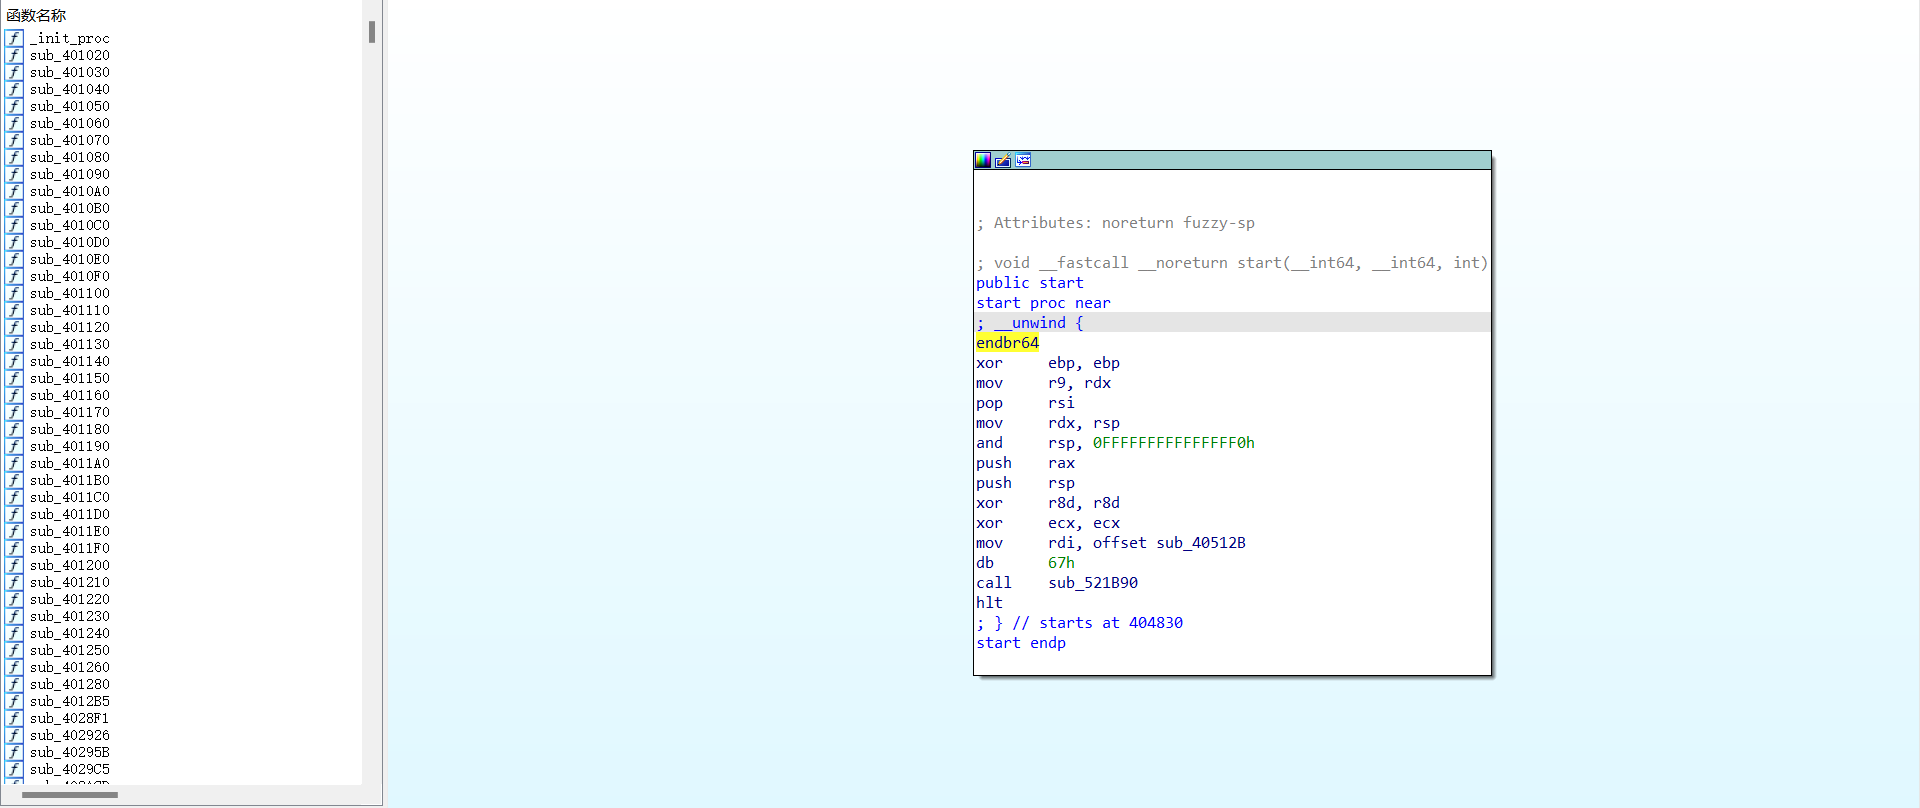 函数名称
_init_proc
sub_401020
sub_401030
sub_401040
sub_401050
sub_401060
sub_401070
sub_401080
sub_401090
sub_4010A0
sub_4010B0
sub_4010C0
sub_4010D0
sub_4010E0
sub_4010F0
sub_401100
sub_401110
sub_401120
sub_401130
sub_401140
sub_401150
sub_401160
sub_401170
sub_401180
sub_401190
sub_4011A0
sub_4011B0
sub_4011C0
sub_4011D0
sub_4011E0
sub_4011F0
sub_401200
sub_401210
sub_401220
sub_401230
sub_401240
sub_401250
sub_401260
sub_401280
sub_4012B5
sub_4028F1
sub_402926
sub_40295B
sub_4029C5
; Attributes: noreturn fuzzy-sp
; void __fastcall __noreturn start(__int64, __int64, int)
public start
start proc near
; __unwind {
endbr64
xor ebp, ebp
mov r9, rdx
pop rsi
mov rdx, rsp
and rsp, 0FFFFFFFFFFFFFFF0h
push rax
push rsp
xor r8d, r8d
xor ecx, ecx
mov rdi, offset sub_40512B
db 67h
call sub_521B90
hlt
; } // starts at 404830
start endp